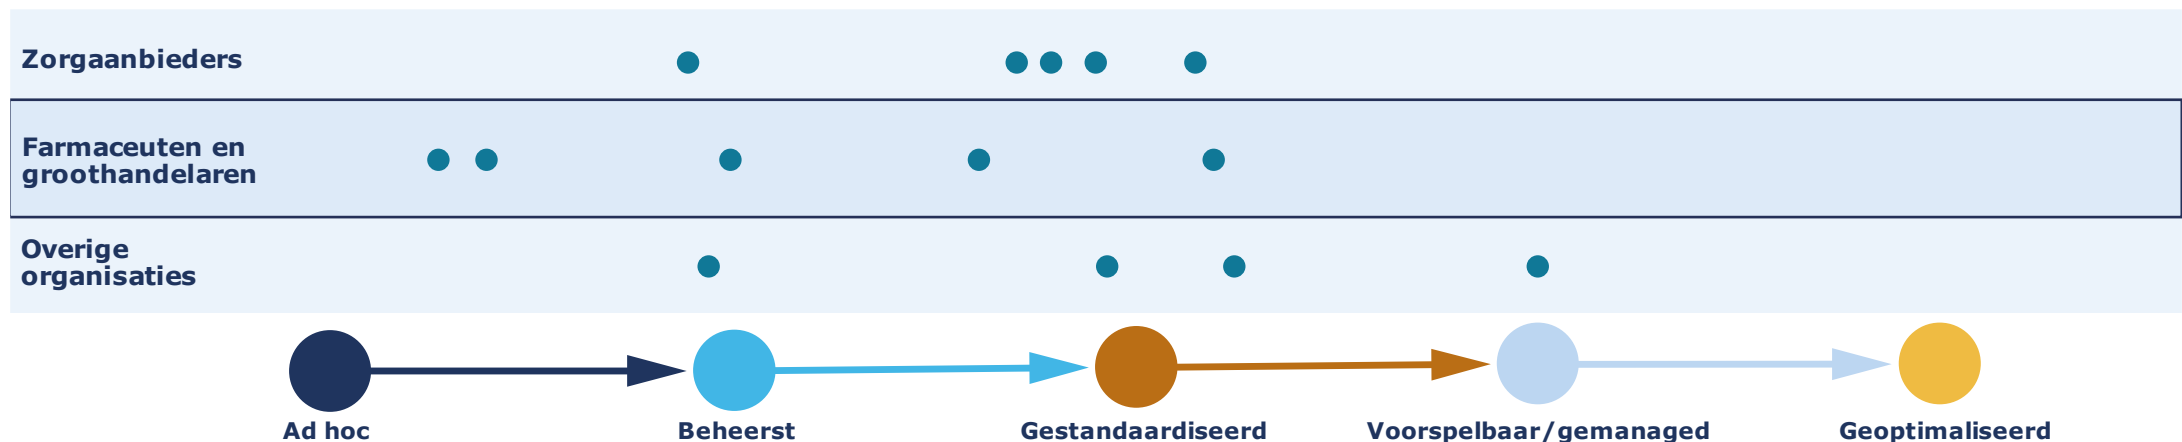 Zorgaanbieders
Farmaceuten en
groothandelaren
Overige
organisaties
Ad hoc
Beheerst
Gestandaardiseerd
Voorspelbaar/gemanaged
Geoptimaliseerd